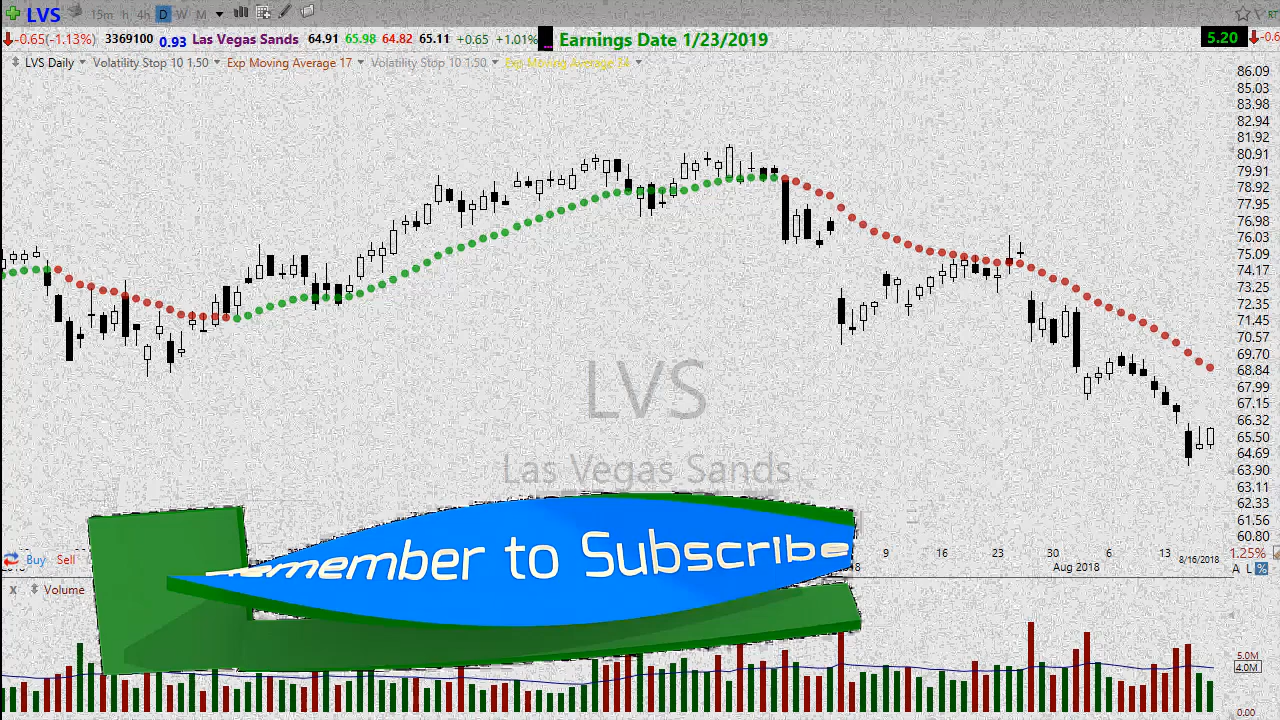 LVS 15m h 4h D W M
-0.65(-1.13%) 3369100 0.93 Las Vegas Sands 64.91 65.98 64.82 65.11 +0.65 +1.01% Earnings Date 1/23/2019 5.20 -0.6
LVS Daily Volatility Stop 10 1.50 Exp Moving Average 17 Volatility Stop 10 1.50
86.09
85.03
83.98
82.94
81.92
80.91
79.91
78.92
77.95
76.98
76.03
75.09
74.17
73.25
72.35
71.45
70.57
69.70
68.84
67.99
67.15
66.32
65.50
64.69
63.90
63.11
62.33
61.56
60.80
LVS
Las Vegas Sands
Remember to Subscribe
Buy Sell
9 16 23 30 6 13 8/16/2018 1.25%
Aug 2018 A L %
X Volume
5.0M
4.0M
0.00